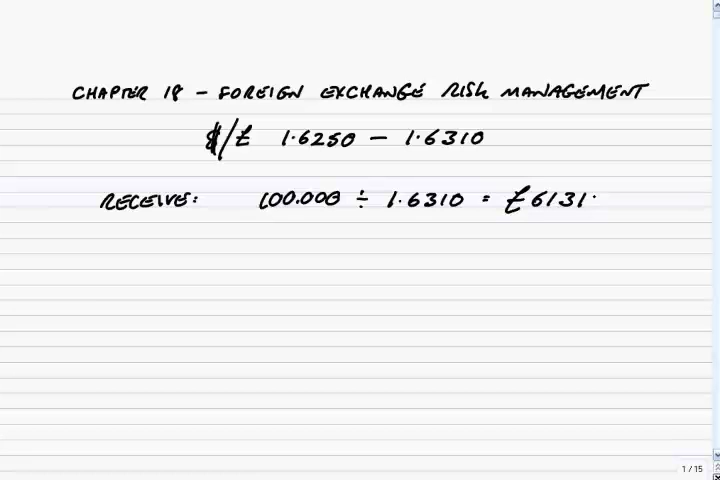 CHAPTER 18 – FOREIGN EXCHANGE RISK MANAGEMENT
$/£ 1.6250 – 1.6310
RECEIVE: 100.000 ÷ 1.6310 = £6131.
1 / 15